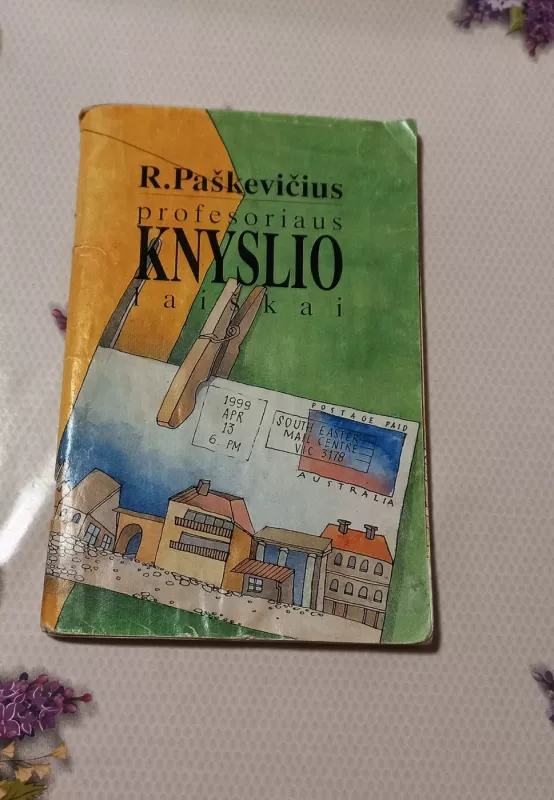 R.Paškevičius
profesoriaus
KNYSLIO
laiškai
1999
APR
13
6 PM
POSTAGE PAID
SOUTH EASTERN
MAIL CENTRE
VIC 3178
AUSTRALIA